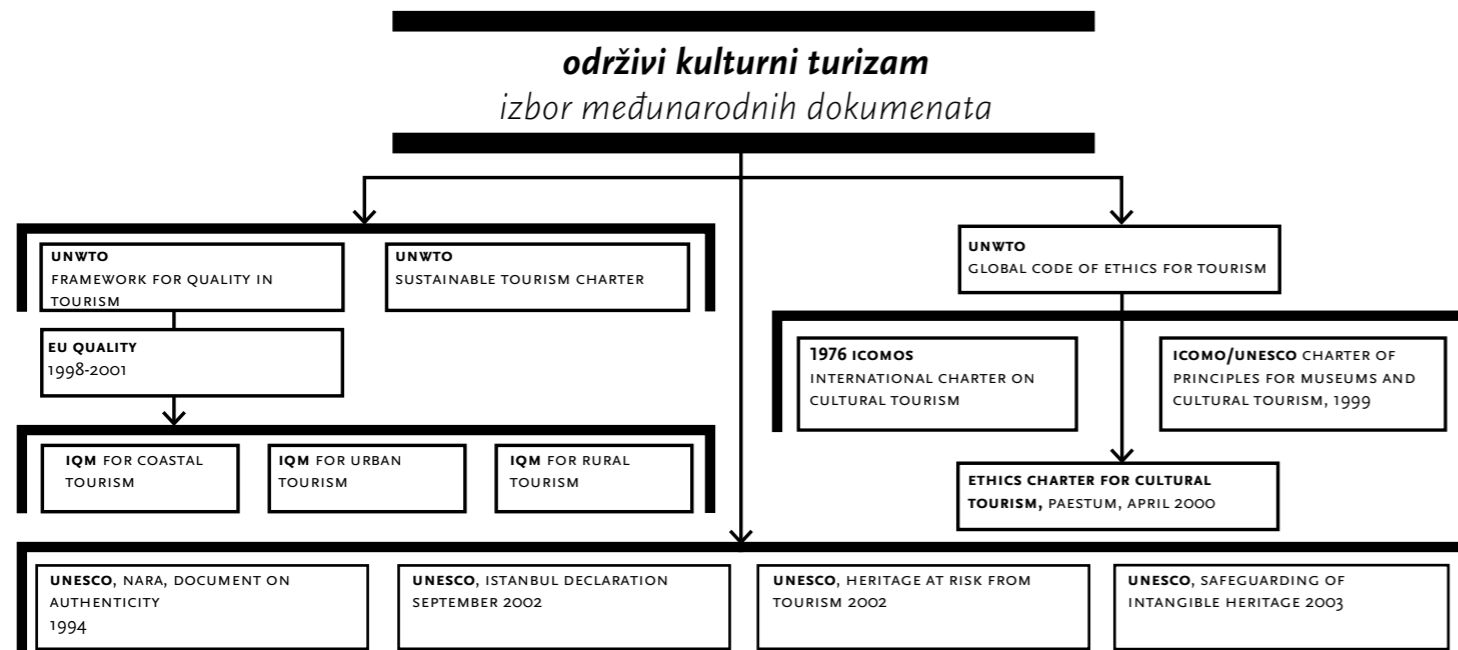 održivi kulturni turizam
izbor međunarodnih dokumenata
UNWTO
FRAMEWORK FOR QUALITY IN
TOURISM
UNWTO
SUSTAINABLE TOURISM CHARTER
UNWTO
GLOBAL CODE OF ETHICS FOR TOURISM
EU QUALITY
1998-2001
1976 ICOMOS
INTERNATIONAL CHARTER ON
CULTURAL TOURISM
ICOMO/UNESCO CHARTER OF
PRINCIPLES FOR MUSEUMS AND
CULTURAL TOURISM, 1999
IQM FOR COASTAL
TOURISM
IQM FOR URBAN
TOURISM
IQM FOR RURAL
TOURISM
ETHICS CHARTER FOR CULTURAL
TOURISM, PAESTUM, APRIL 2000
UNESCO, NARA, DOCUMENT ON
AUTHENTICITY
1994
UNESCO, ISTANBUL DECLARATION
SEPTEMBER 2002
UNESCO, HERITAGE AT RISK FROM
TOURISM 2002
UNESCO, SAFEGUARDING OF
INTANGIBLE HERITAGE 2003